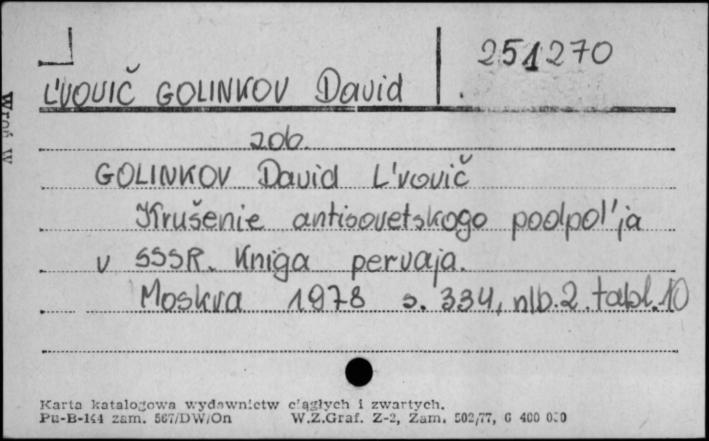 251270
L'VOVIČ GOLINKOV David
zob.
GOLINKOV David L'vovič
Krušenie antisovetskogo podpol'ja
v SSSR. Kniga pervaja.
Moskva 1978 s. 334, nlb. 2. tabl. 10
Karta katalogowa wydawnictw ciągłych i zwartych.
Pu-B-144 zam. 567/DW/On W.Z.Graf. Z-2, Zam. 502/77, G 400 000